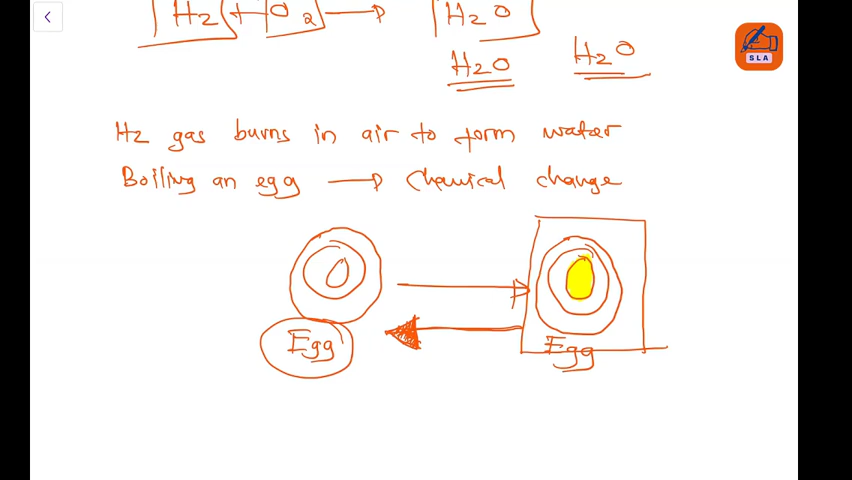 H2 + O2 → H2O
H2O H2O
SLA
H2 gas burns in air to form water
Boiling an egg → Chemical change
Egg Egg